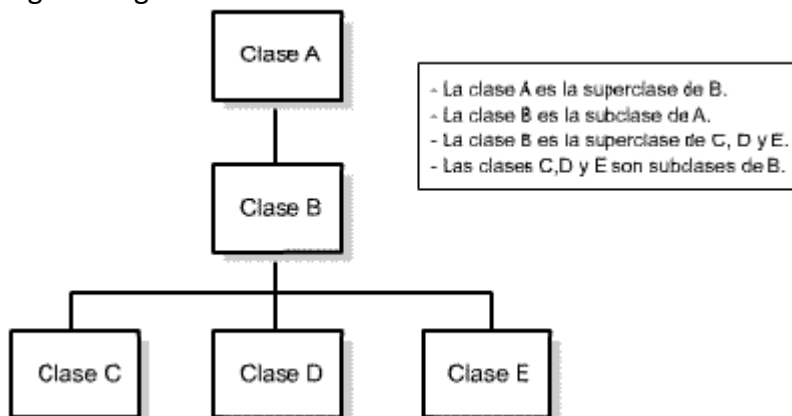 Clase A
- La clase A es la superclase de B.
- La clase B es la subclase de A.
- La clase B es la superclase de C, D y E.
- Las clases C,D y E son subclases de B.
Clase B
Clase C
Clase D
Clase E